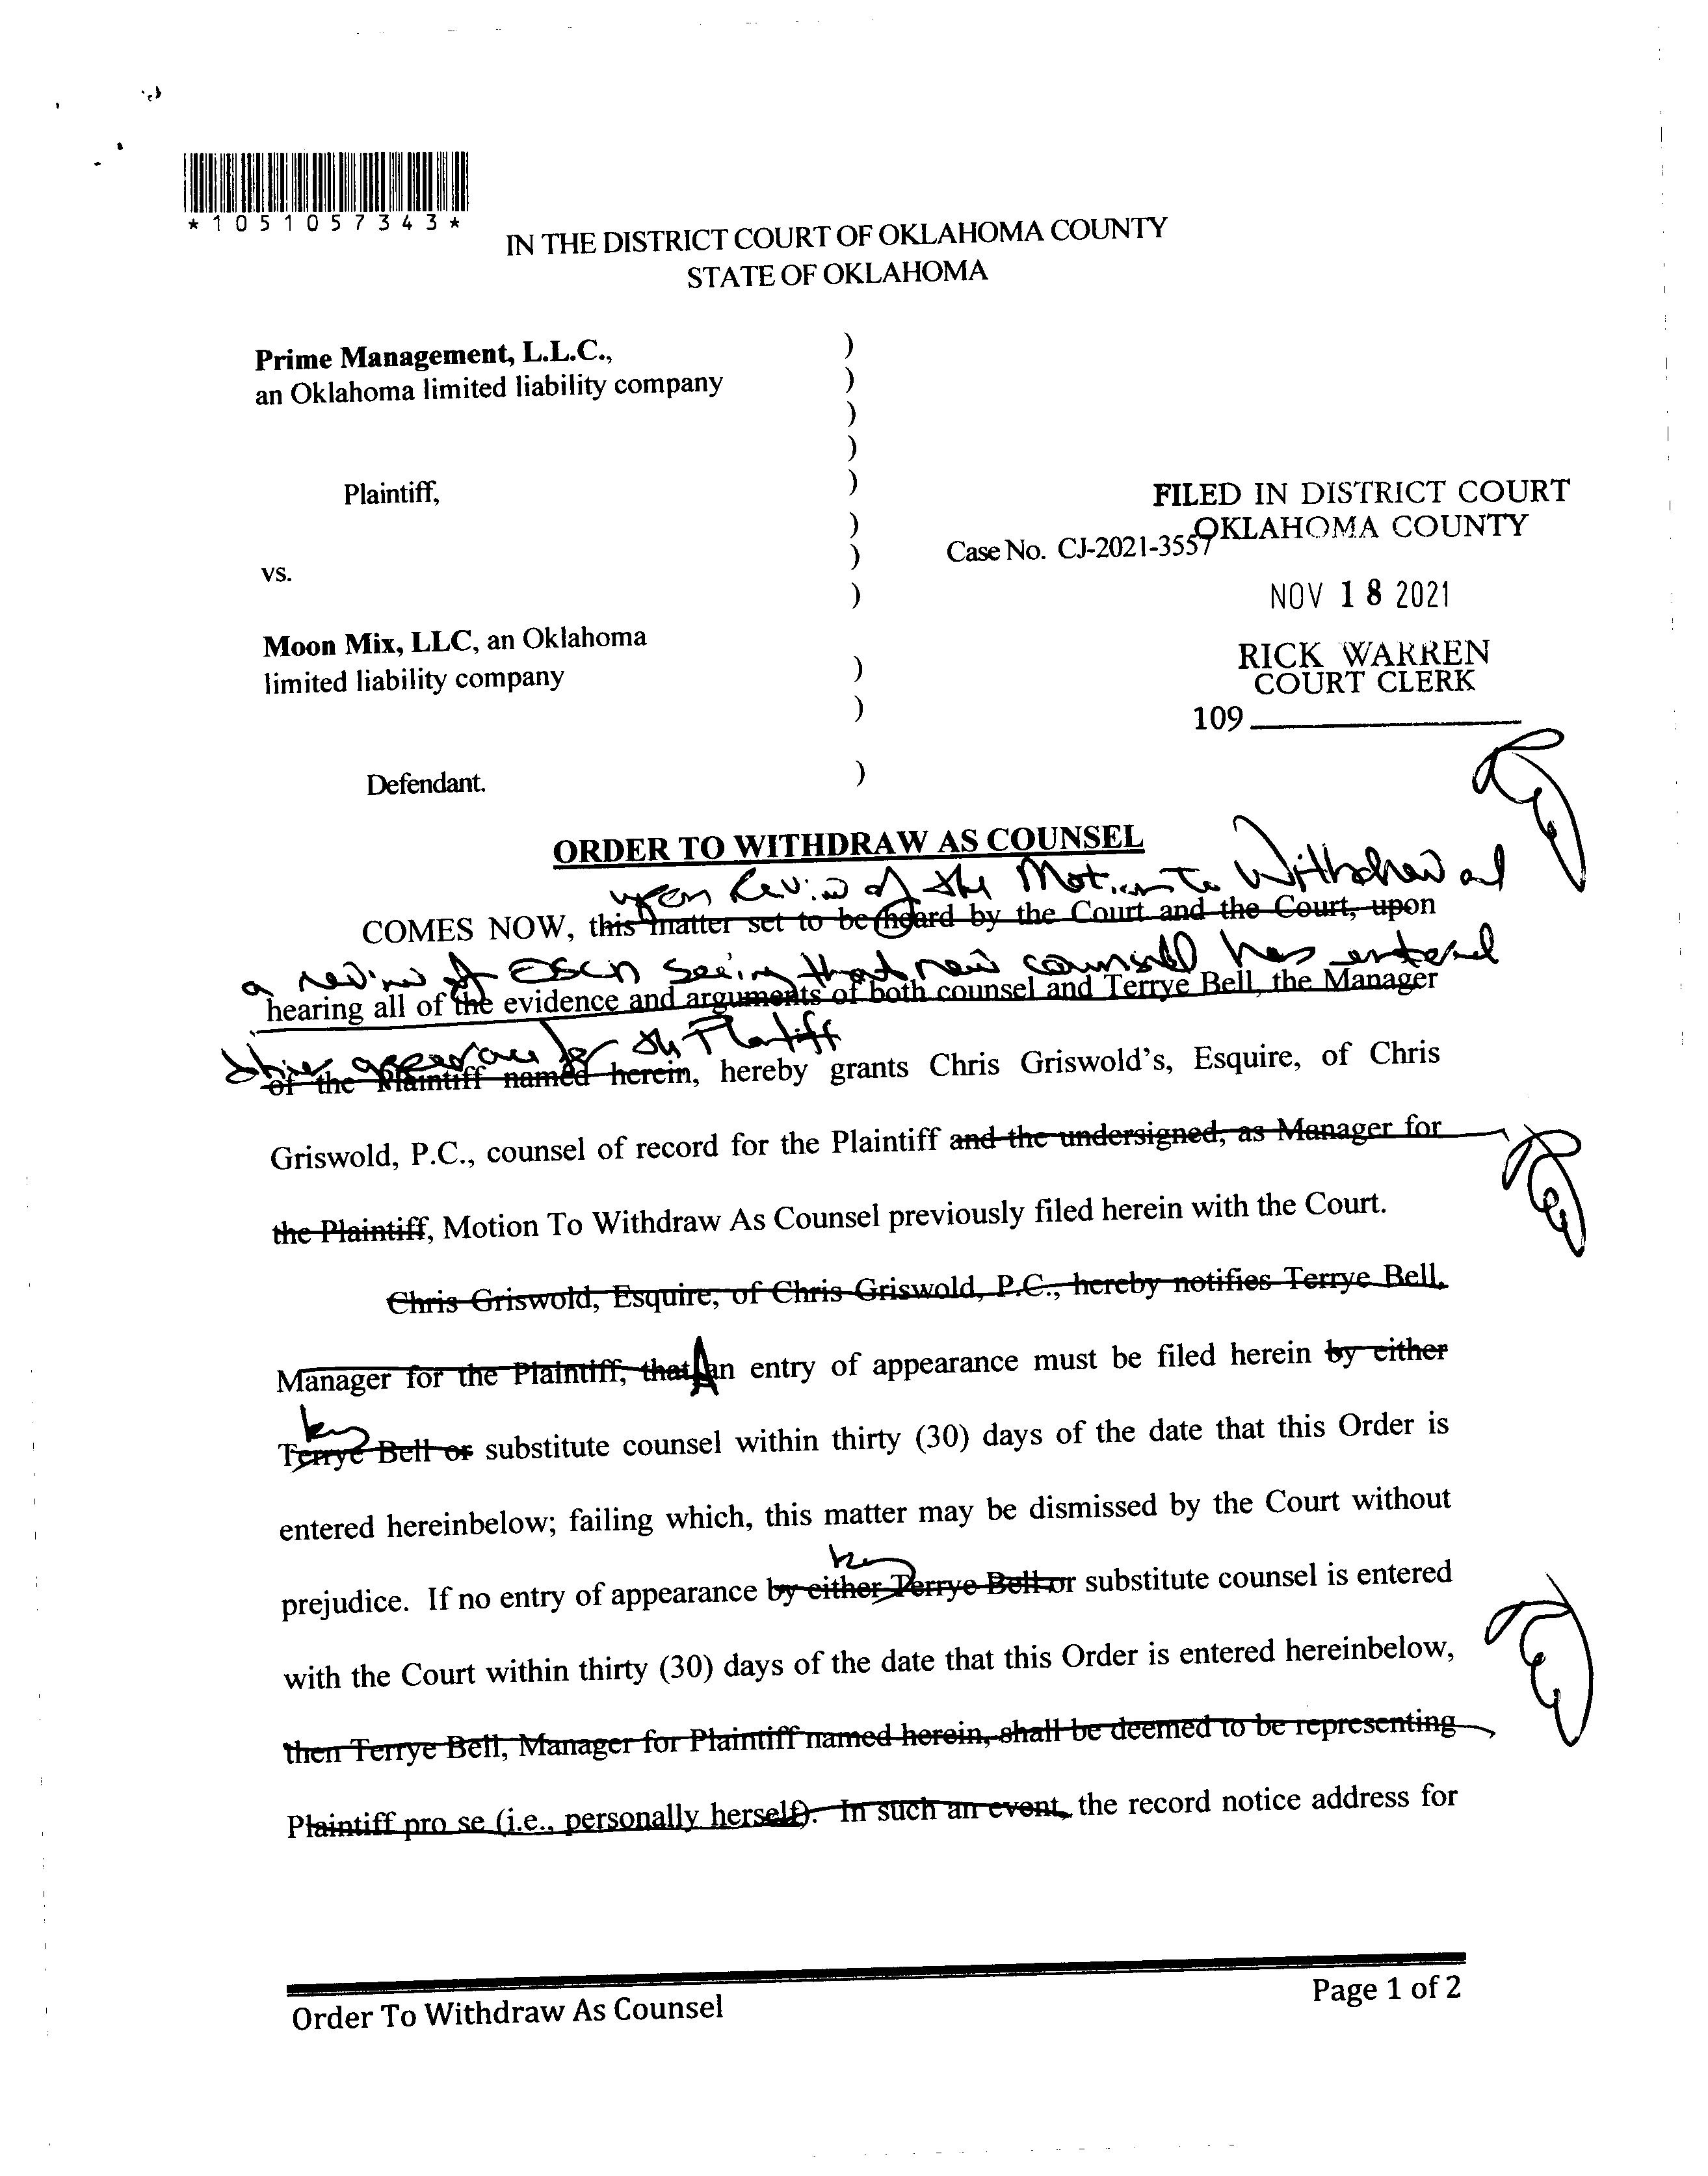 *1051057343*
IN THE DISTRICT COURT OF OKLAHOMA COUNTY
STATE OF OKLAHOMA
Prime Management, L.L.C., )
an Oklahoma limited liability company )
)
)
Plaintiff, )
)
vs. )
)
Moon Mix, LLC, an Oklahoma
limited liability company )
)
Defendant. )
Case No. CJ-2021-3557
FILED IN DISTRICT COURT
OKLAHOMA COUNTY
NOV 18 2021
RICK WARREN
COURT CLERK
109
ORDER TO WITHDRAW AS COUNSEL
upon Review of the Motion to Withdraw and
COMES NOW, this matter set to be heard by the Court and the Court, upon
a review of OSCN seeing that new counsel has entered
hearing all of the evidence and arguments of both counsel and Terrye Bell, the Manager
their appearance for the Plaintiff
of the Plaintiff named herein, hereby grants Chris Griswold's, Esquire, of Chris
Griswold, P.C., counsel of record for the Plaintiff and the undersigned, as Manager for
the Plaintiff, Motion To Withdraw As Counsel previously filed herein with the Court.
Chris Griswold, Esquire, of Chris Griswold, P.C., hereby notifies Terrye Bell,
Manager for the Plaintiff, that An entry of appearance must be filed herein by either
by
Terrye Bell or substitute counsel within thirty (30) days of the date that this Order is
entered hereinbelow; failing which, this matter may be dismissed by the Court without
by
prejudice. If no entry of appearance by either Terrye Bell or substitute counsel is entered
with the Court within thirty (30) days of the date that this Order is entered hereinbelow,
then Terrye Bell, Manager for Plaintiff named herein, shall be deemed to be representing
Plaintiff pro se (i.e., personally herself). In such an event, the record notice address for
Order To Withdraw As Counsel
Page 1 of 2